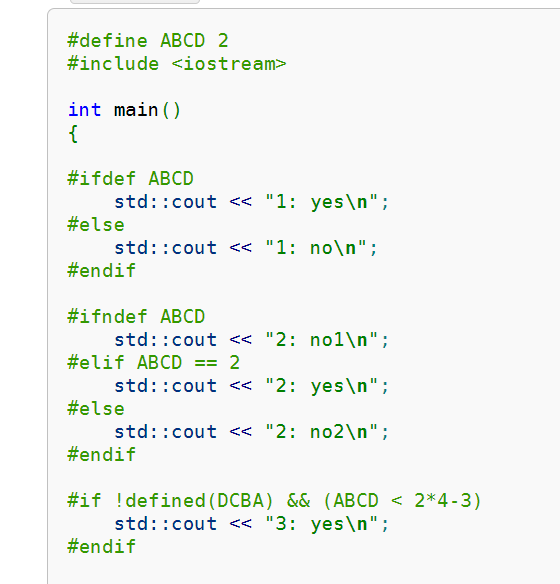 #define ABCD 2
#include <iostream>
int main()
{
#ifdef ABCD
    std::cout << "1: yes\n";
#else
    std::cout << "1: no\n";
#endif
#ifndef ABCD
    std::cout << "2: no1\n";
#elif ABCD == 2
    std::cout << "2: yes\n";
#else
    std::cout << "2: no2\n";
#endif
#if !defined(DCBA) && (ABCD < 2*4-3)
    std::cout << "3: yes\n";
#endif